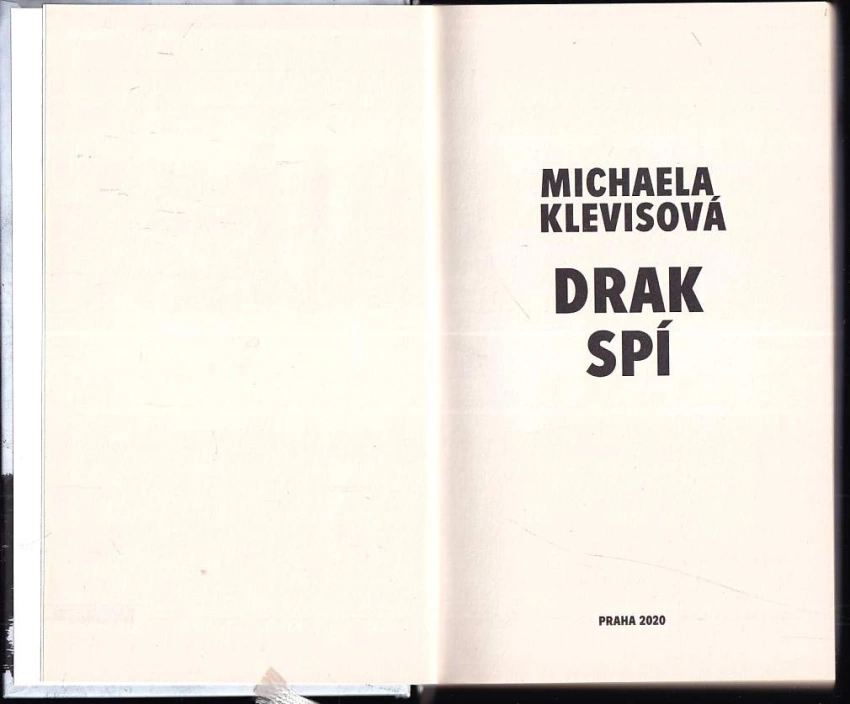 MICHAELA
KLEVISOVÁ
DRAK
SPÍ
PRAHA 2020